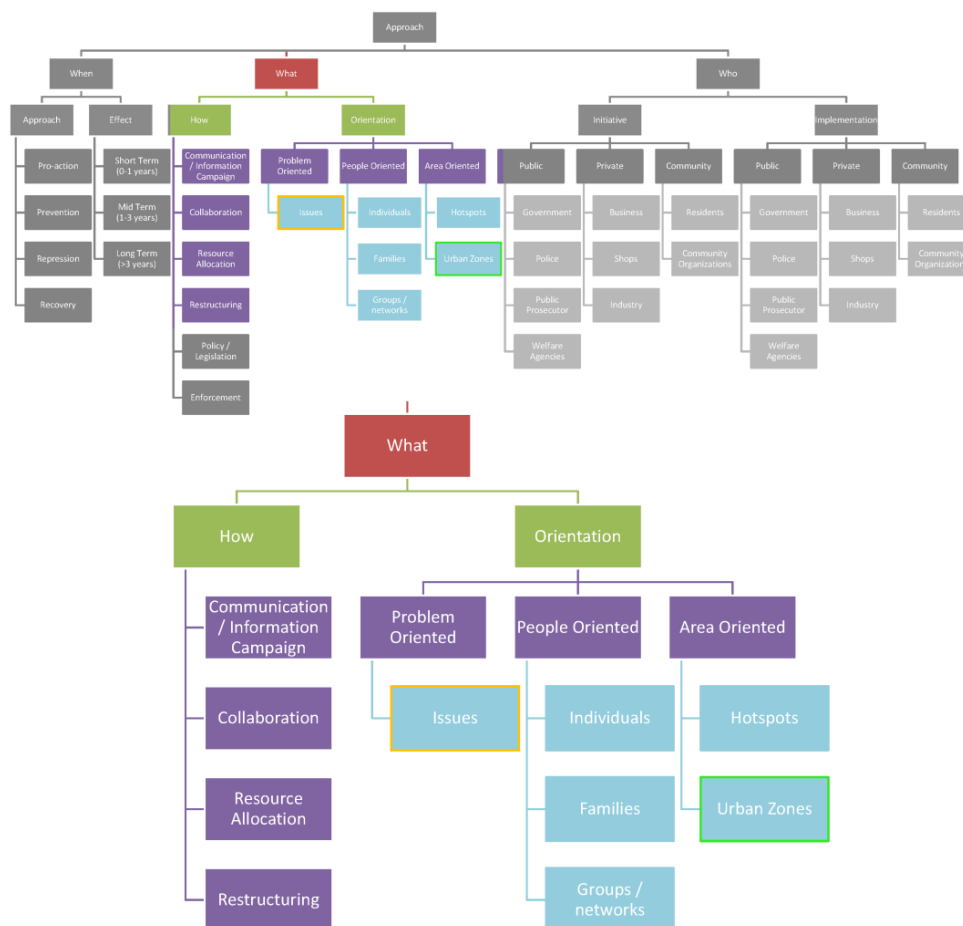 Approach
When
What
Who
Approach
Effect
How
Orientation
Initiative
Implementation
Pro-action
Prevention
Repression
Recovery
Short Term
(0-1 years)
Mid Term
(1-3 years)
Long Term
(>3 years)
Communication
/ Information
Campaign
Collaboration
Resource
Allocation
Restructuring
Policy /
Legislation
Enforcement
Problem
Oriented
Issues
People Oriented
Individuals
Families
Groups /
networks
Area Oriented
Hotspots
Urban Zones
Public
Government
Police
Public
Prosecutor
Welfare
Agencies
Private
Business
Shops
Industry
Community
Residents
Community
Organizations
Public
Government
Police
Public
Prosecutor
Welfare
Agencies
Private
Business
Shops
Industry
Community
Residents
Community
Organizations
What
How
Orientation
Communication
/ Information
Campaign
Collaboration
Resource
Allocation
Restructuring
Problem
Oriented
Issues
People Oriented
Individuals
Families
Groups /
networks
Area Oriented
Hotspots
Urban Zones